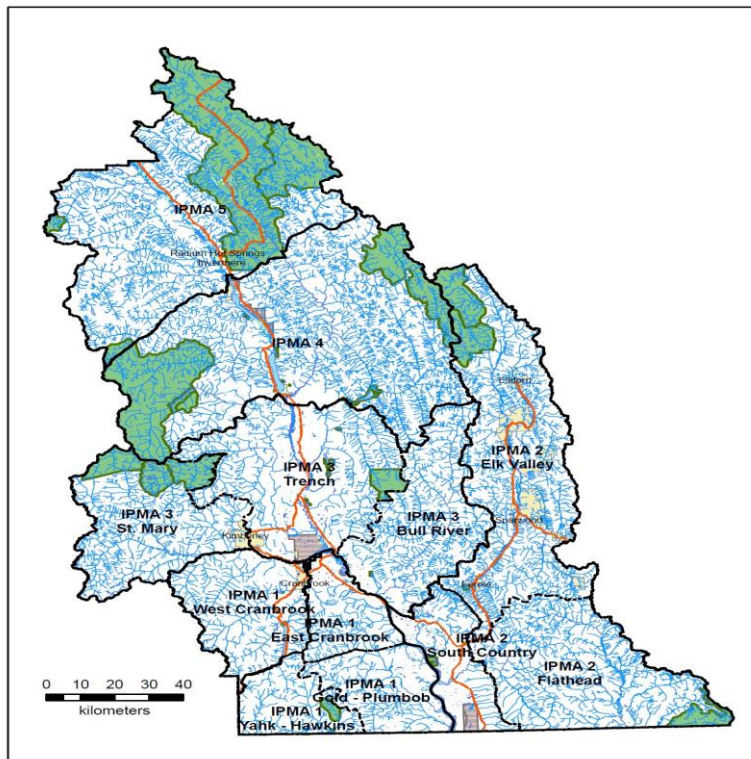 IPMA 5
Radium Hot Springs
Invermere
IPMA 4
Elkford
IPMA 2
Elk Valley
IPMA 3
Trench
IPMA 3
St. Mary
IPMA 3
Bull River
Sparwood
Kimberley
Cranbrook
Fernie
IPMA 1
West Cranbrook
IPMA 1
East Cranbrook
IPMA 2
South Country
IPMA 2
Flathead
IPMA 1
Gold - Plumbob
IPMA 1
Yahk - Hawkins
0 10 20 40
kilometers